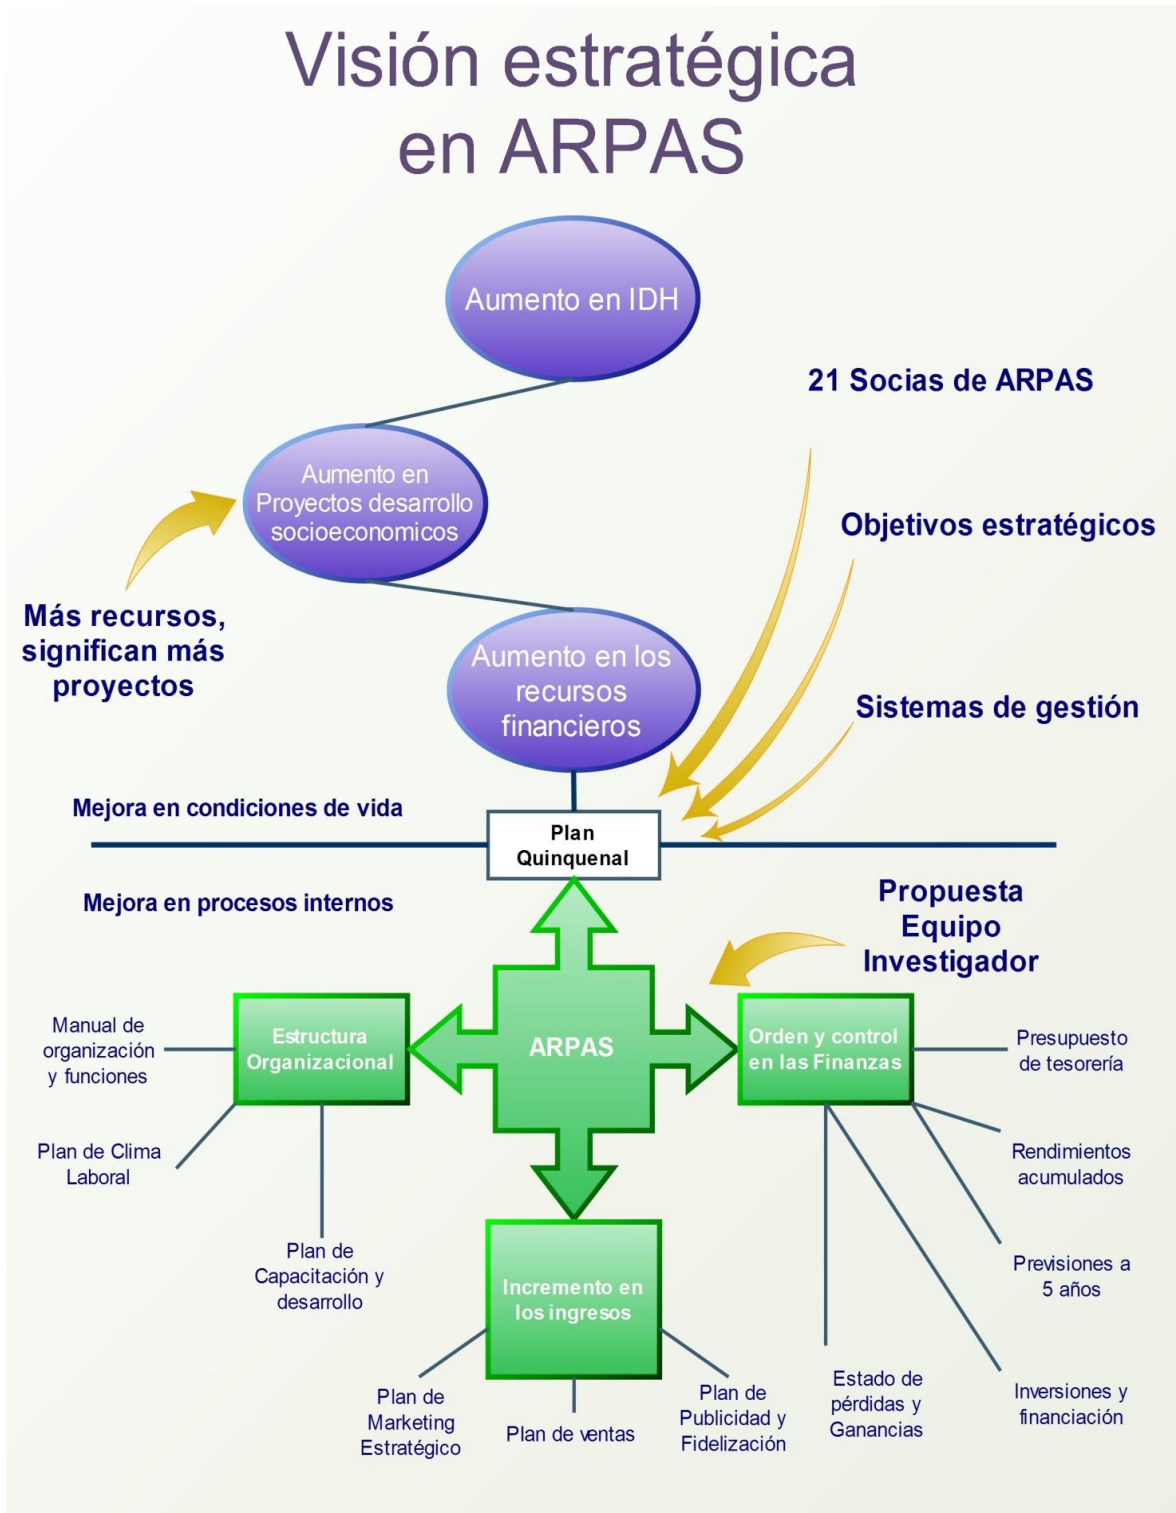 Visión estratégica
en ARPAS
Aumento en IDH
21 Socias de ARPAS
Aumento en
Proyectos desarrollo
socioeconomicos
Objetivos estratégicos
Más recursos,
significan más
proyectos
Aumento en los
recursos
financieros
Sistemas de gestión
Mejora en condiciones de vida
Plan
Quinquenal
Mejora en procesos internos
Propuesta
Equipo
Investigador
Manual de
organización
y funciones
Estructura
Organizacional
ARPAS
Orden y control
en las Finanzas
Presupuesto
de tesorería
Plan de Clima
Laboral
Rendimientos
acumulados
Plan de
Capacitación y
desarrollo
Incremento en
los ingresos
Previsiones a
5 años
Plan de
Marketing
Estratégico
Plan de ventas
Plan de
Publicidad y
Fidelización
Estado de
pérdidas y
Ganancias
Inversiones y
financiación